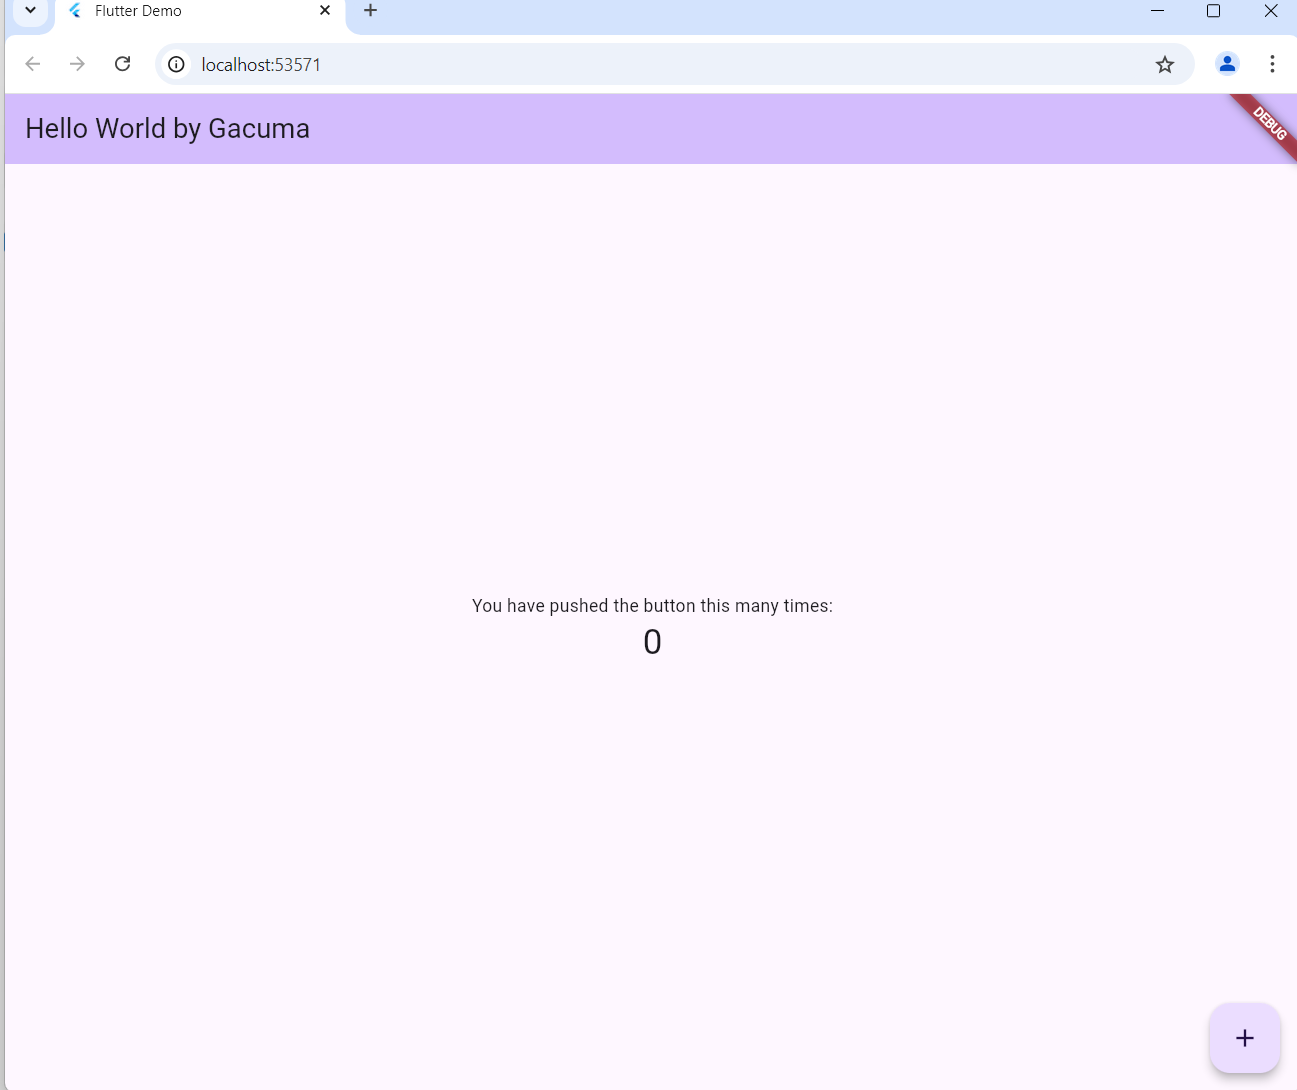 Flutter Demo
localhost:53571
Hello World by Gacuma
DEBUG
You have pushed the button this many times:
0